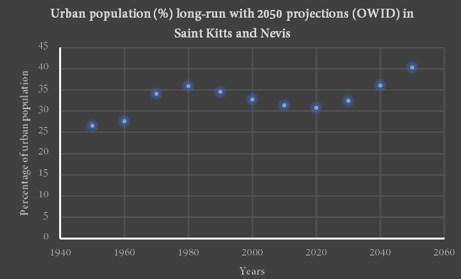 Urban population (%) long-run with 2050 projections (OWID) in
Saint Kitts and Nevis
45
40
35
30
25
20
15
10
5
0
Percentage of urban population
1940 1960 1980 2000 2020 2040 2060
Years